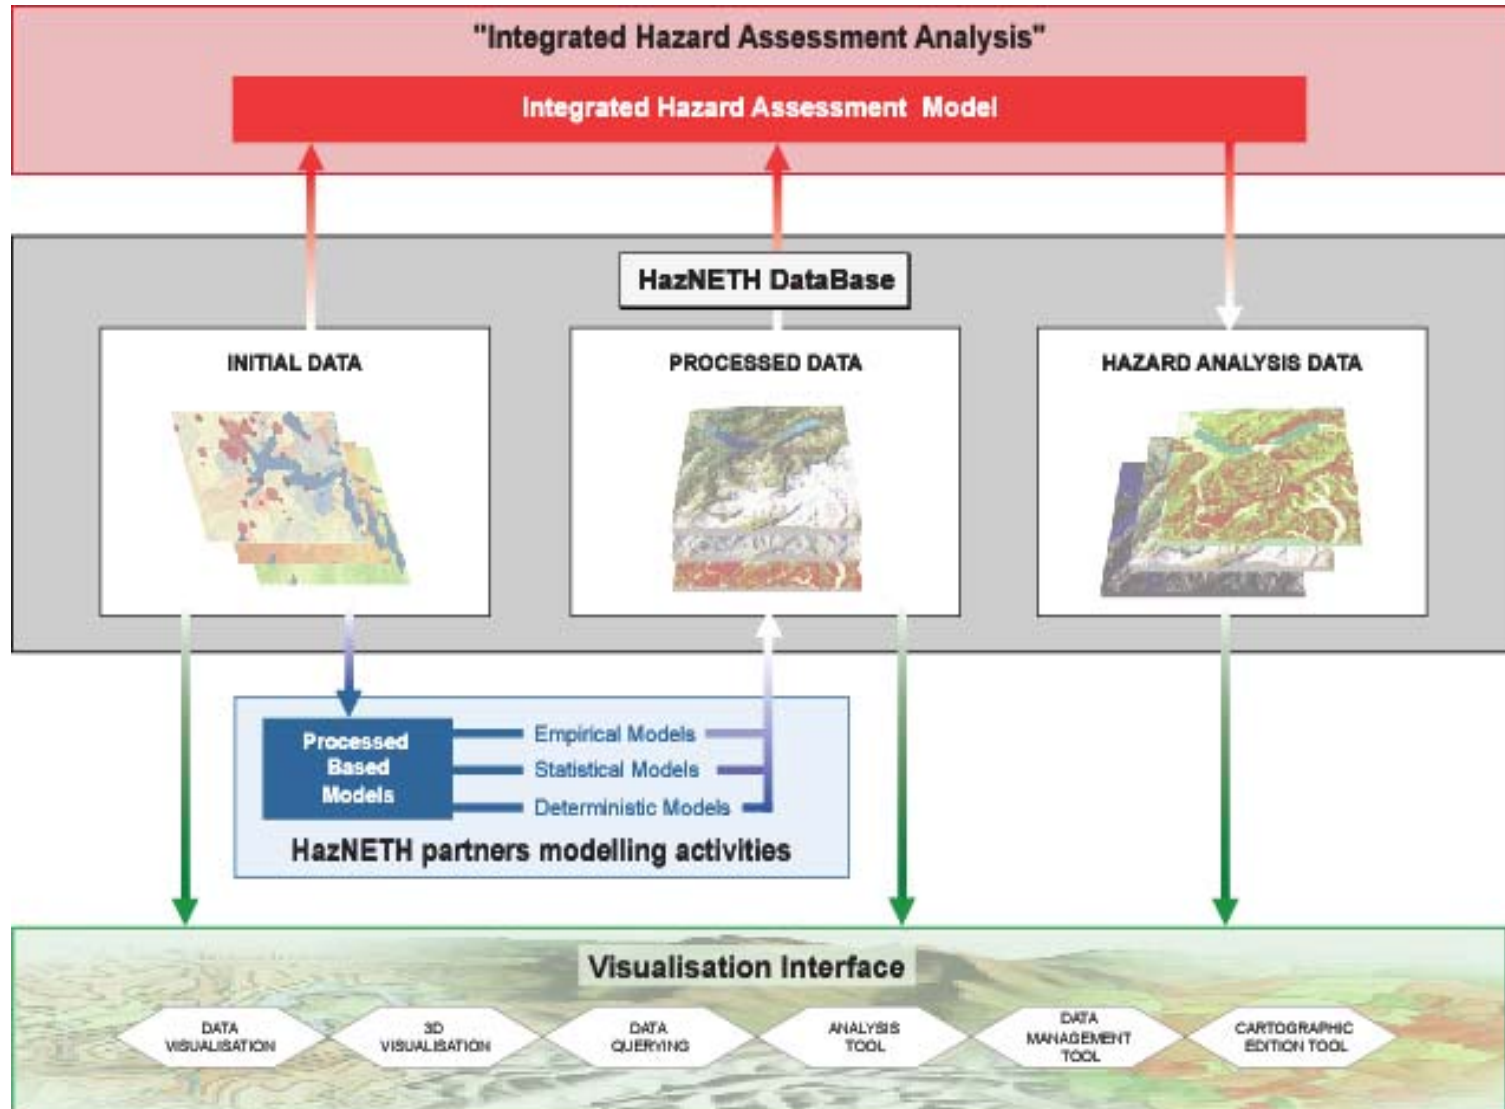 "Integrated Hazard Assessment Analysis"
Integrated Hazard Assessment Model
HazNETH DataBase
INITIAL DATA
PROCESSED DATA
HAZARD ANALYSIS DATA
Processed
Based
Models
Empirical Models
Statistical Models
Deterministic Models
HazNETH partners modelling activities
Visualisation Interface
DATA
VISUALISATION
3D
VISUALISATION
DATA
QUERYING
ANALYSIS
TOOL
DATA
MANAGEMENT
TOOL
CARTOGRAPHIC
EDITION TOOL